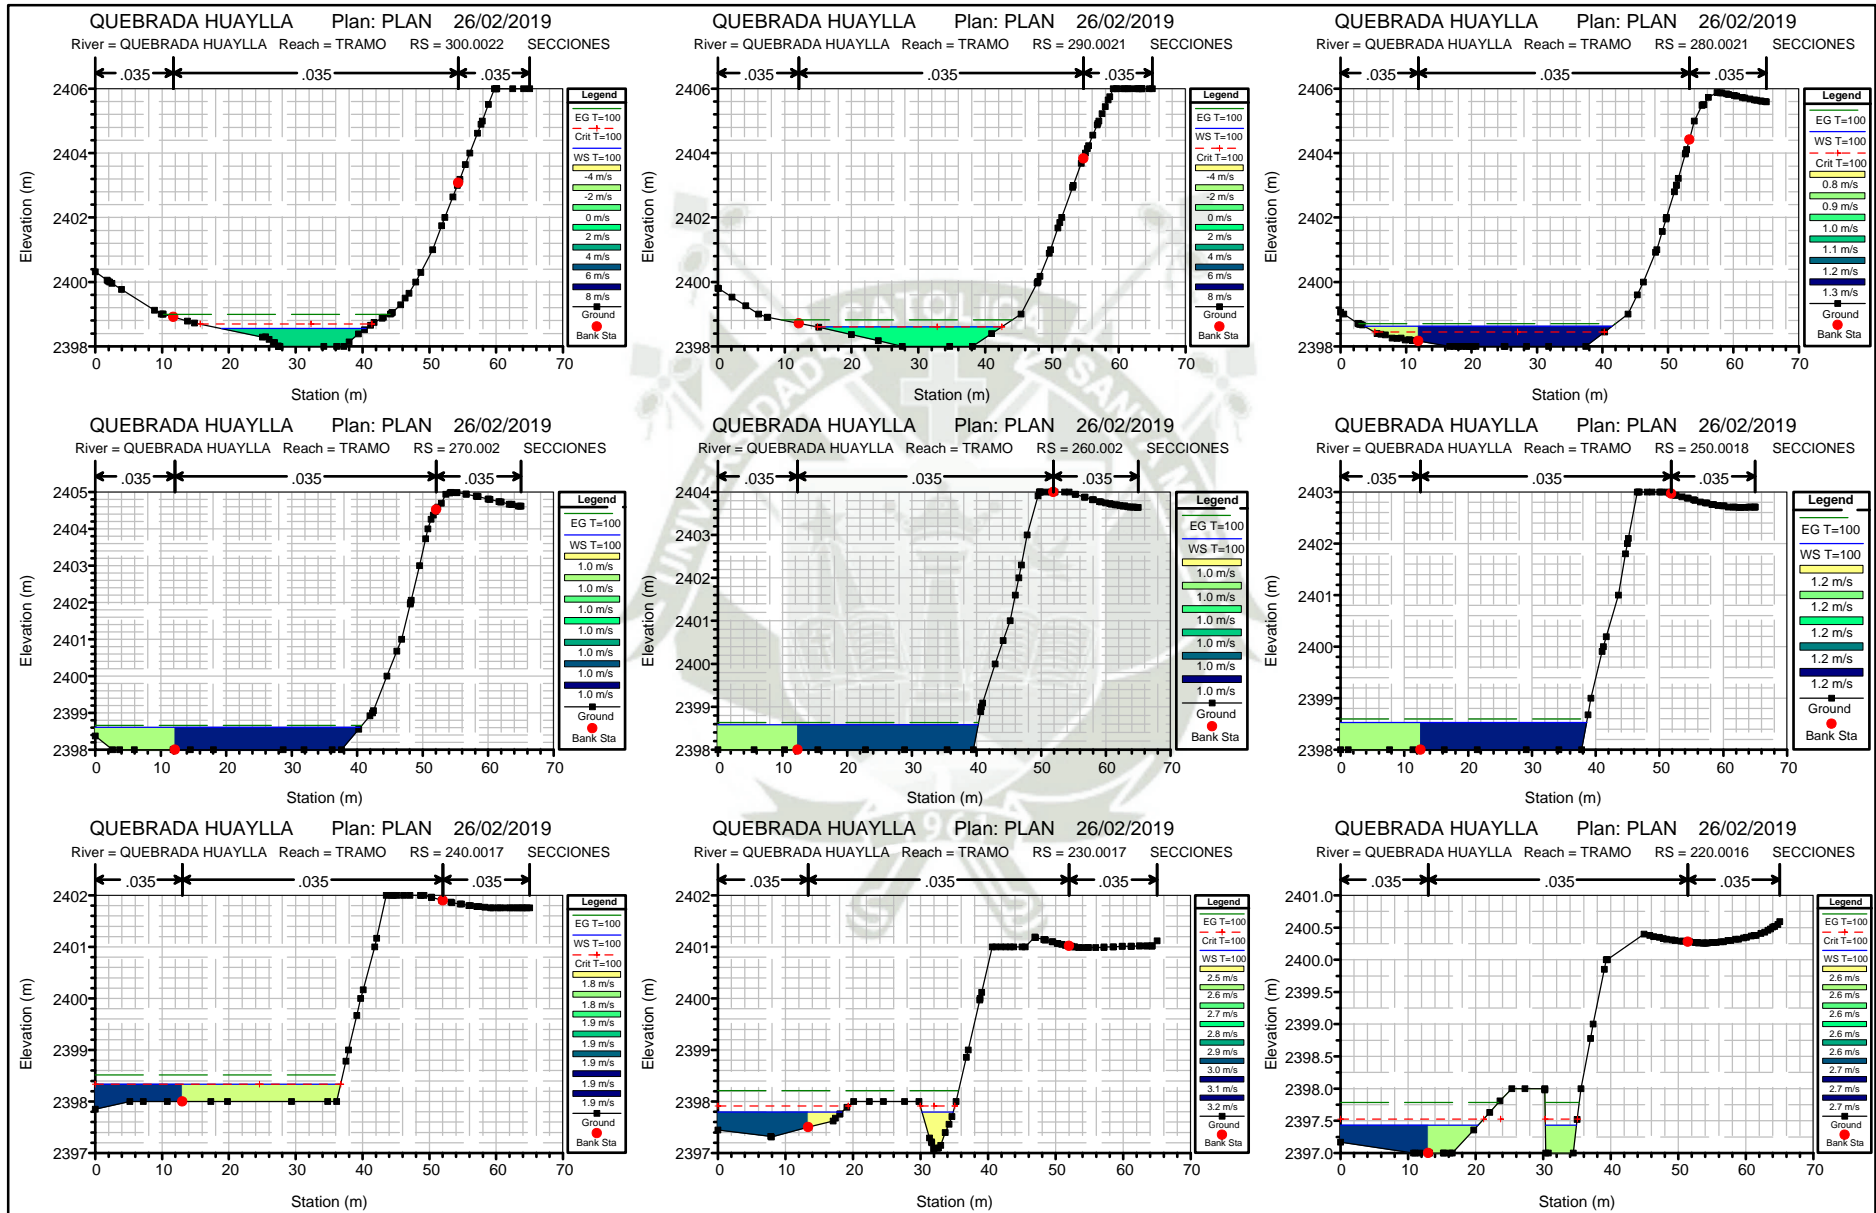 QUEBRADA HUAYLLA Plan: PLAN 26/02/2019
River = QUEBRADA HUAYLLA Reach = TRAMO RS = 300.0022 SECCIONES
.035 .035 .035
2406
2404
2402
2400
2398
Elevation (m)
0 10 20 30 40 50 60 70
Station (m)
Legend
EG T=100
Crit T=100
WS T=100
-4 m/s
-2 m/s
0 m/s
2 m/s
4 m/s
6 m/s
8 m/s
Ground
Bank Sta
QUEBRADA HUAYLLA Plan: PLAN 26/02/2019
River = QUEBRADA HUAYLLA Reach = TRAMO RS = 290.0021 SECCIONES
.035 .035 .035
2406
2404
2402
2400
2398
Elevation (m)
0 10 20 30 40 50 60 70
Station (m)
Legend
EG T=100
WS T=100
Crit T=100
-4 m/s
-2 m/s
0 m/s
2 m/s
4 m/s
6 m/s
8 m/s
Ground
Bank Sta
QUEBRADA HUAYLLA Plan: PLAN 26/02/2019
River = QUEBRADA HUAYLLA Reach = TRAMO RS = 280.0021 SECCIONES
.035 .035 .035
2406
2404
2402
2400
2398
Elevation (m)
0 10 20 30 40 50 60 70
Station (m)
Legend
EG T=100
WS T=100
Crit T=100
0.8 m/s
0.9 m/s
1.0 m/s
1.1 m/s
1.2 m/s
1.3 m/s
Ground
Bank Sta
QUEBRADA HUAYLLA Plan: PLAN 26/02/2019
River = QUEBRADA HUAYLLA Reach = TRAMO RS = 270.002 SECCIONES
.035 .035 .035
2405
2404
2403
2402
2401
2400
2399
2398
Elevation (m)
0 10 20 30 40 50 60 70
Station (m)
Legend
EG T=100
WS T=100
1.0 m/s
1.0 m/s
1.0 m/s
1.0 m/s
1.0 m/s
1.0 m/s
1.0 m/s
Ground
Bank Sta
QUEBRADA HUAYLLA Plan: PLAN 26/02/2019
River = QUEBRADA HUAYLLA Reach = TRAMO RS = 260.002 SECCIONES
.035 .035 .035
2404
2403
2402
2401
2400
2399
2398
Elevation (m)
0 10 20 30 40 50 60 70
Station (m)
Legend
EG T=100
WS T=100
1.0 m/s
1.0 m/s
1.0 m/s
1.0 m/s
1.0 m/s
1.0 m/s
Ground
Bank Sta
QUEBRADA HUAYLLA Plan: PLAN 26/02/2019
River = QUEBRADA HUAYLLA Reach = TRAMO RS = 250.0018 SECCIONES
.035 .035 .035
2403
2402
2401
2400
2399
2398
Elevation (m)
0 10 20 30 40 50 60 70
Station (m)
Legend
EG T=100
WS T=100
1.2 m/s
1.2 m/s
1.2 m/s
1.2 m/s
1.2 m/s
Ground
Bank Sta
QUEBRADA HUAYLLA Plan: PLAN 26/02/2019
River = QUEBRADA HUAYLLA Reach = TRAMO RS = 240.0017 SECCIONES
.035 .035 .035
2402
2401
2400
2399
2398
2397
Elevation (m)
0 10 20 30 40 50 60 70
Station (m)
Legend
EG T=100
WS T=100
Crit T=100
1.8 m/s
1.8 m/s
1.9 m/s
1.9 m/s
1.9 m/s
1.9 m/s
1.9 m/s
Ground
Bank Sta
QUEBRADA HUAYLLA Plan: PLAN 26/02/2019
River = QUEBRADA HUAYLLA Reach = TRAMO RS = 230.0017 SECCIONES
.035 .035 .035
2402
2401
2400
2399
2398
2397
Elevation (m)
0 10 20 30 40 50 60 70
Station (m)
Legend
EG T=100
Crit T=100
WS T=100
2.5 m/s
2.6 m/s
2.7 m/s
2.8 m/s
2.9 m/s
3.0 m/s
3.1 m/s
3.2 m/s
Ground
Bank Sta
QUEBRADA HUAYLLA Plan: PLAN 26/02/2019
River = QUEBRADA HUAYLLA Reach = TRAMO RS = 220.0016 SECCIONES
.035 .035 .035
2401.0
2400.5
2400.0
2399.5
2399.0
2398.5
2398.0
2397.5
2397.0
Elevation (m)
0 10 20 30 40 50 60 70
Station (m)
Legend
EG T=100
Crit T=100
WS T=100
2.6 m/s
2.6 m/s
2.6 m/s
2.6 m/s
2.6 m/s
2.7 m/s
2.7 m/s
2.7 m/s
Ground
Bank Sta
1961